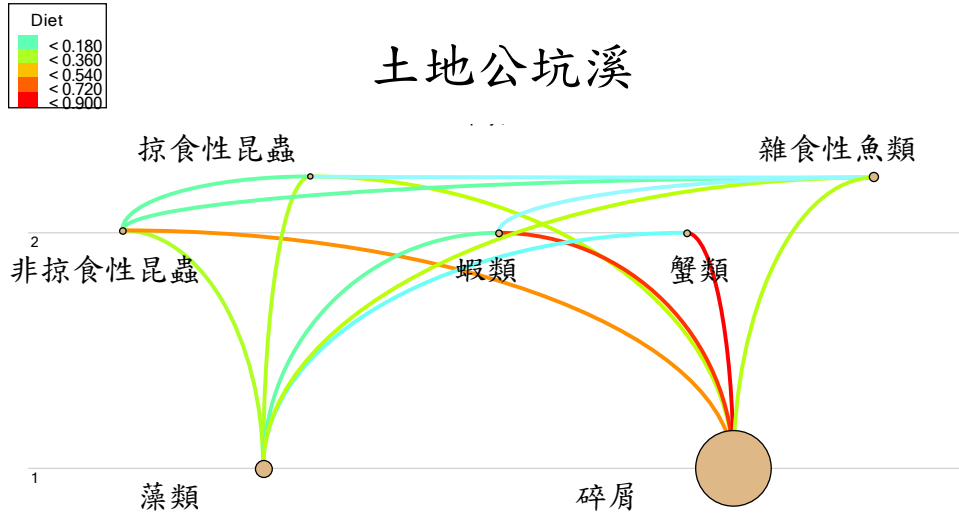 Diet
< 0.180
< 0.360
< 0.540
< 0.720
< 0.900
土地公坑溪
掠食性昆蟲
雜食性魚類
2
非掠食性昆蟲
蝦類
蟹類
1
藻類
碎屑